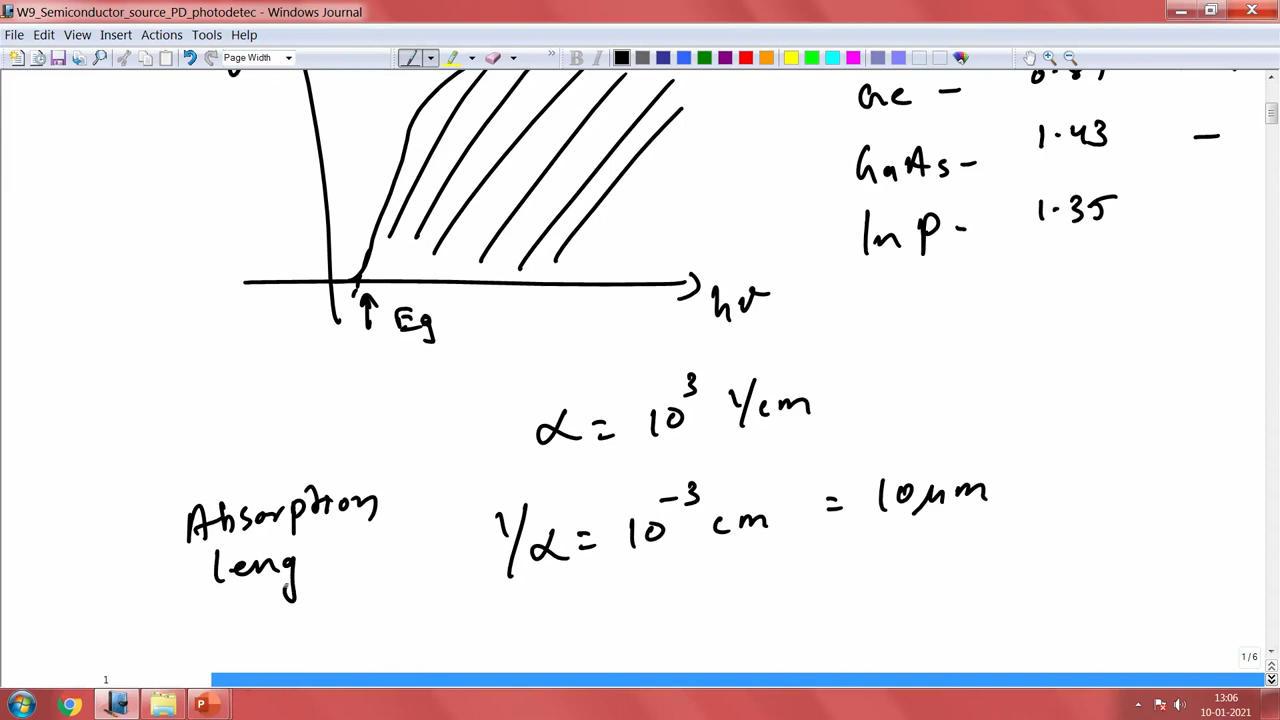 W9_Semiconductor_source_PD_photodetec - Windows Journal
File Edit View Insert Actions Tools Help
Page Width
B I
Ge -
GaAs - 1.43 -
InP - 1.35
hν
Eg
α = 10³ 1/cm
Absorption
leng
1/α = 10⁻³ cm = 10 μm
1/6
1
13:06
10-01-2021